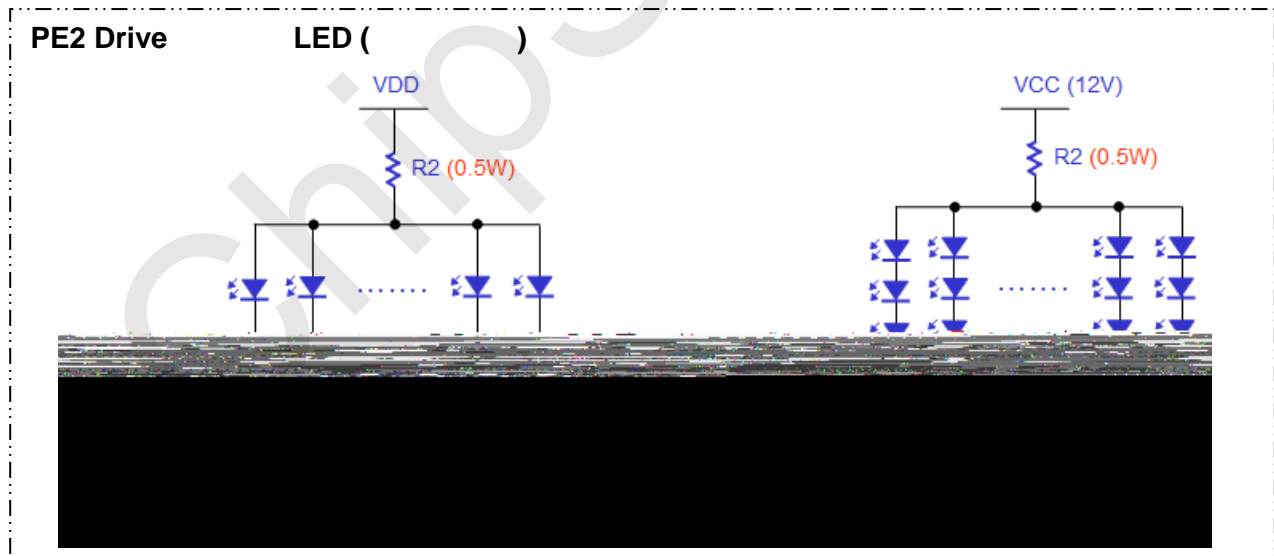 PE2 Drive LED ( )
VDD
VCC (12V)
R2 (0.5W)
R2 (0.5W)